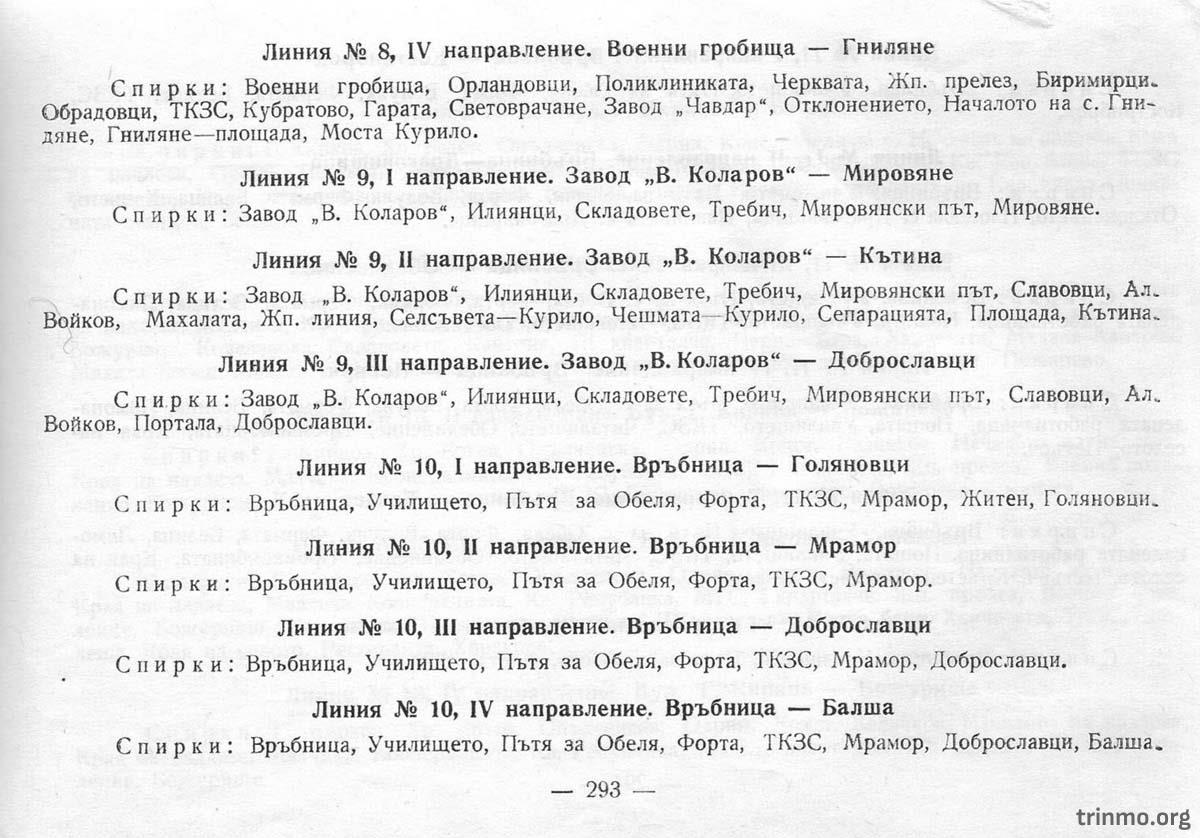 Линия № 8, IV направление. Военни гробища — Гниляне
Спирки: Военни гробища, Орландовци, Поликлиниката, Черквата, Жп. прелез, Биримирци.
Обрадовци, ТКЗС, Кубратово, Гарата, Световрачане, Завод „Чавдар“, Отклонението, Началото на с. Гни-
дяне, Гниляне—площада, Моста Курило.
Линия № 9, I направление. Завод „В. Коларов“ — Мировяне
Спирки: Завод „В. Коларов“, Илиянци, Складовете, Требич, Мировянски път, Мировяне.
Линия № 9, II направление. Завод „В. Коларов“ — Кътина
Спирки: Завод „В. Коларов“, Илиянци, Складовете, Требич, Мировянски път, Славовци, Ал.
Войков, Махалата, Жп. линия, Селсъвета—Курило, Чешмата—Курило, Сепарацията, Площада, Кътина.
Линия № 9, III направление. Завод „В. Коларов“ — Доброславци
Спирки: Завод „В. Коларов“, Илиянци, Складовете, Требич, Мировянски път, Славовци, Ал.
Войков, Портала, Доброславци.
Линия № 10, I направление. Връбница — Голяновци
Спирки: Връбница, Училището, Пътя за Обеля, Форта, ТКЗС, Мрамор, Житен, Голяновци.
Линия № 10, II направление. Връбница — Мрамор
Спирки: Връбница, Училището, Пътя за Обеля, Форта, ТКЗС, Мрамор.
Линия № 10, III направление. Връбница — Доброславци
Спирки: Връбница, Училището, Пътя за Обеля, Форта, ТКЗС, Мрамор, Доброславци.
Линия № 10, IV направление. Връбница — Балша
Спирки: Връбница, Училището, Пътя за Обеля, Форта, ТКЗС, Мрамор, Доброславци, Балша.
— 293 —
trinmo.org